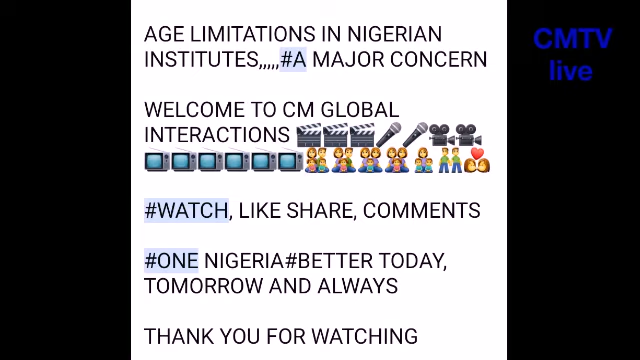 AGE LIMITATIONS IN NIGERIAN
INSTITUTES,,,,,#A MAJOR CONCERN
WELCOME TO CM GLOBAL
INTERACTIONS 🎬🎬🎬🎤🎤🎥🎥
#WATCH, LIKE SHARE, COMMENTS
#ONE NIGERIA#BETTER TODAY,
TOMORROW AND ALWAYS
THANK YOU FOR WATCHING
CMTV
live